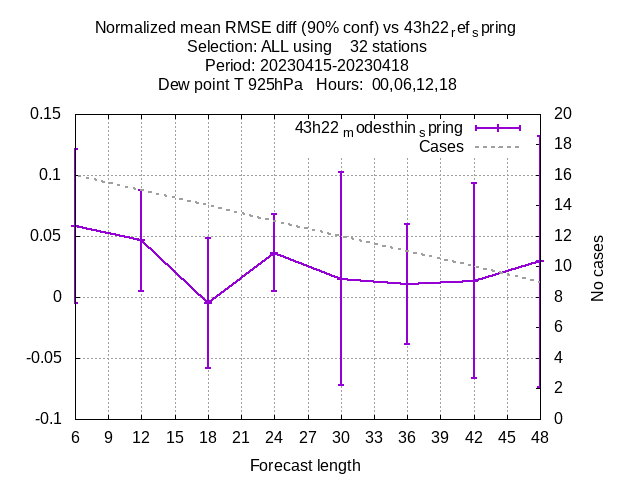 Normalized mean RMSE diff (90% conf) vs 43h22refspring
Selection: ALL using    32 stations
Period: 20230415-20230418
Dew point T 925hPa   Hours:  00,06,12,18
43h22modesthinspring
Cases
0.15
0.1
0.05
0
-0.05
-0.1
20
18
16
14
12
10
8
6
4
2
0
No cases
6 9 12 15 18 21 24 27 30 33 36 39 42 45 48
Forecast length